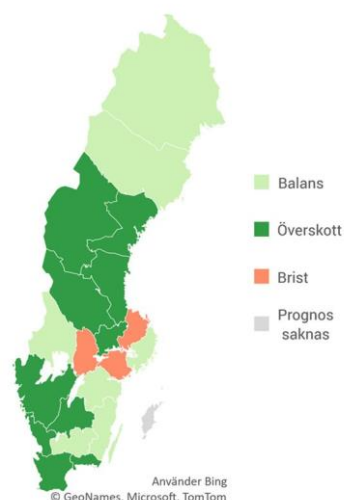 Balans
Överskott
Brist
Prognos
saknas
Använder Bing
© GeoNames, Microsoft, TomTom